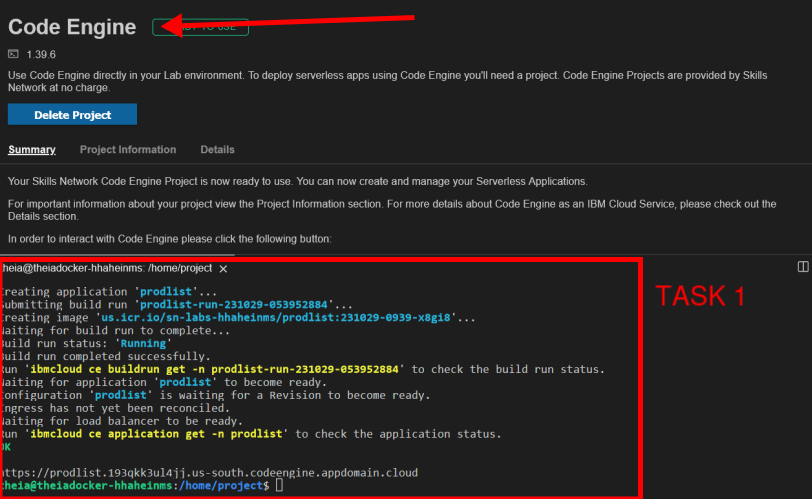 Code Engine
TO USE
1.39.6
Use Code Engine directly in your Lab environment. To deploy serverless apps using Code Engine you'll need a project. Code Engine Projects are provided by Skills
Network at no charge.
Delete Project
Summary Project Information Details
Your Skills Network Code Engine Project is now ready to use. You can now create and manage your Serverless Applications.
For important information about your project view the Project Information section. For more details about Code Engine as an IBM Cloud Service, please check out the
Details section.
In order to interact with Code Engine please click the following button:
theia@theiadocker-hhaheinms: /home/project ×
TASK 1
Creating application 'prodlist'...
Submitting build run 'prodlist-run-231029-053952884'...
Creating image 'us.icr.io/sn-labs-hhaheinms/prodlist:231029-0939-x8gi8'...
Waiting for build run to complete...
Build run status: 'Running'
Build run completed successfully.
Run 'ibmcloud ce buildrun get -n prodlist-run-231029-053952884' to check the build run status.
Waiting for application 'prodlist' to become ready.
Configuration 'prodlist' is waiting for a Revision to become ready.
Ingress has not yet been reconciled.
Waiting for load balancer to be ready.
Run 'ibmcloud ce application get -n prodlist' to check the application status.
OK
https://prodlist.193qkk3ul4jj.us-south.codeengine.appdomain.cloud
theia@theiadocker-hhaheinms:/home/project$